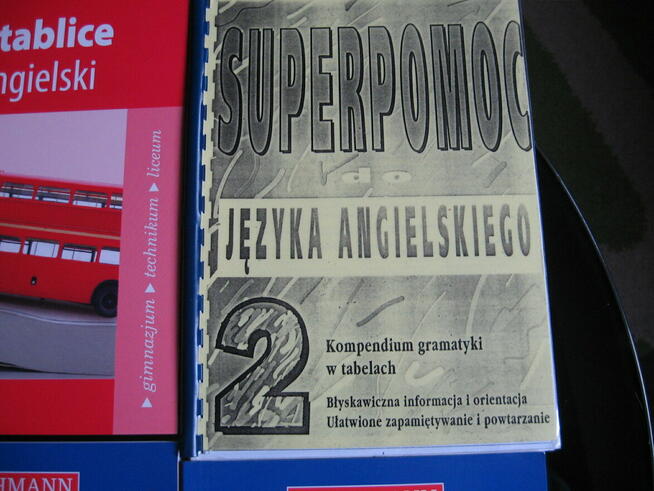 tablice
ngielski
gimnazjum ▸ technikum ▸ liceum
SUPERPOMOC
do
JĘZYKA ANGIELSKIEGO
2
Kompendium gramatyki
w tabelach
Błyskawiczna informacja i orientacja
Ułatwione zapamiętywanie i powtarzanie
HMANN